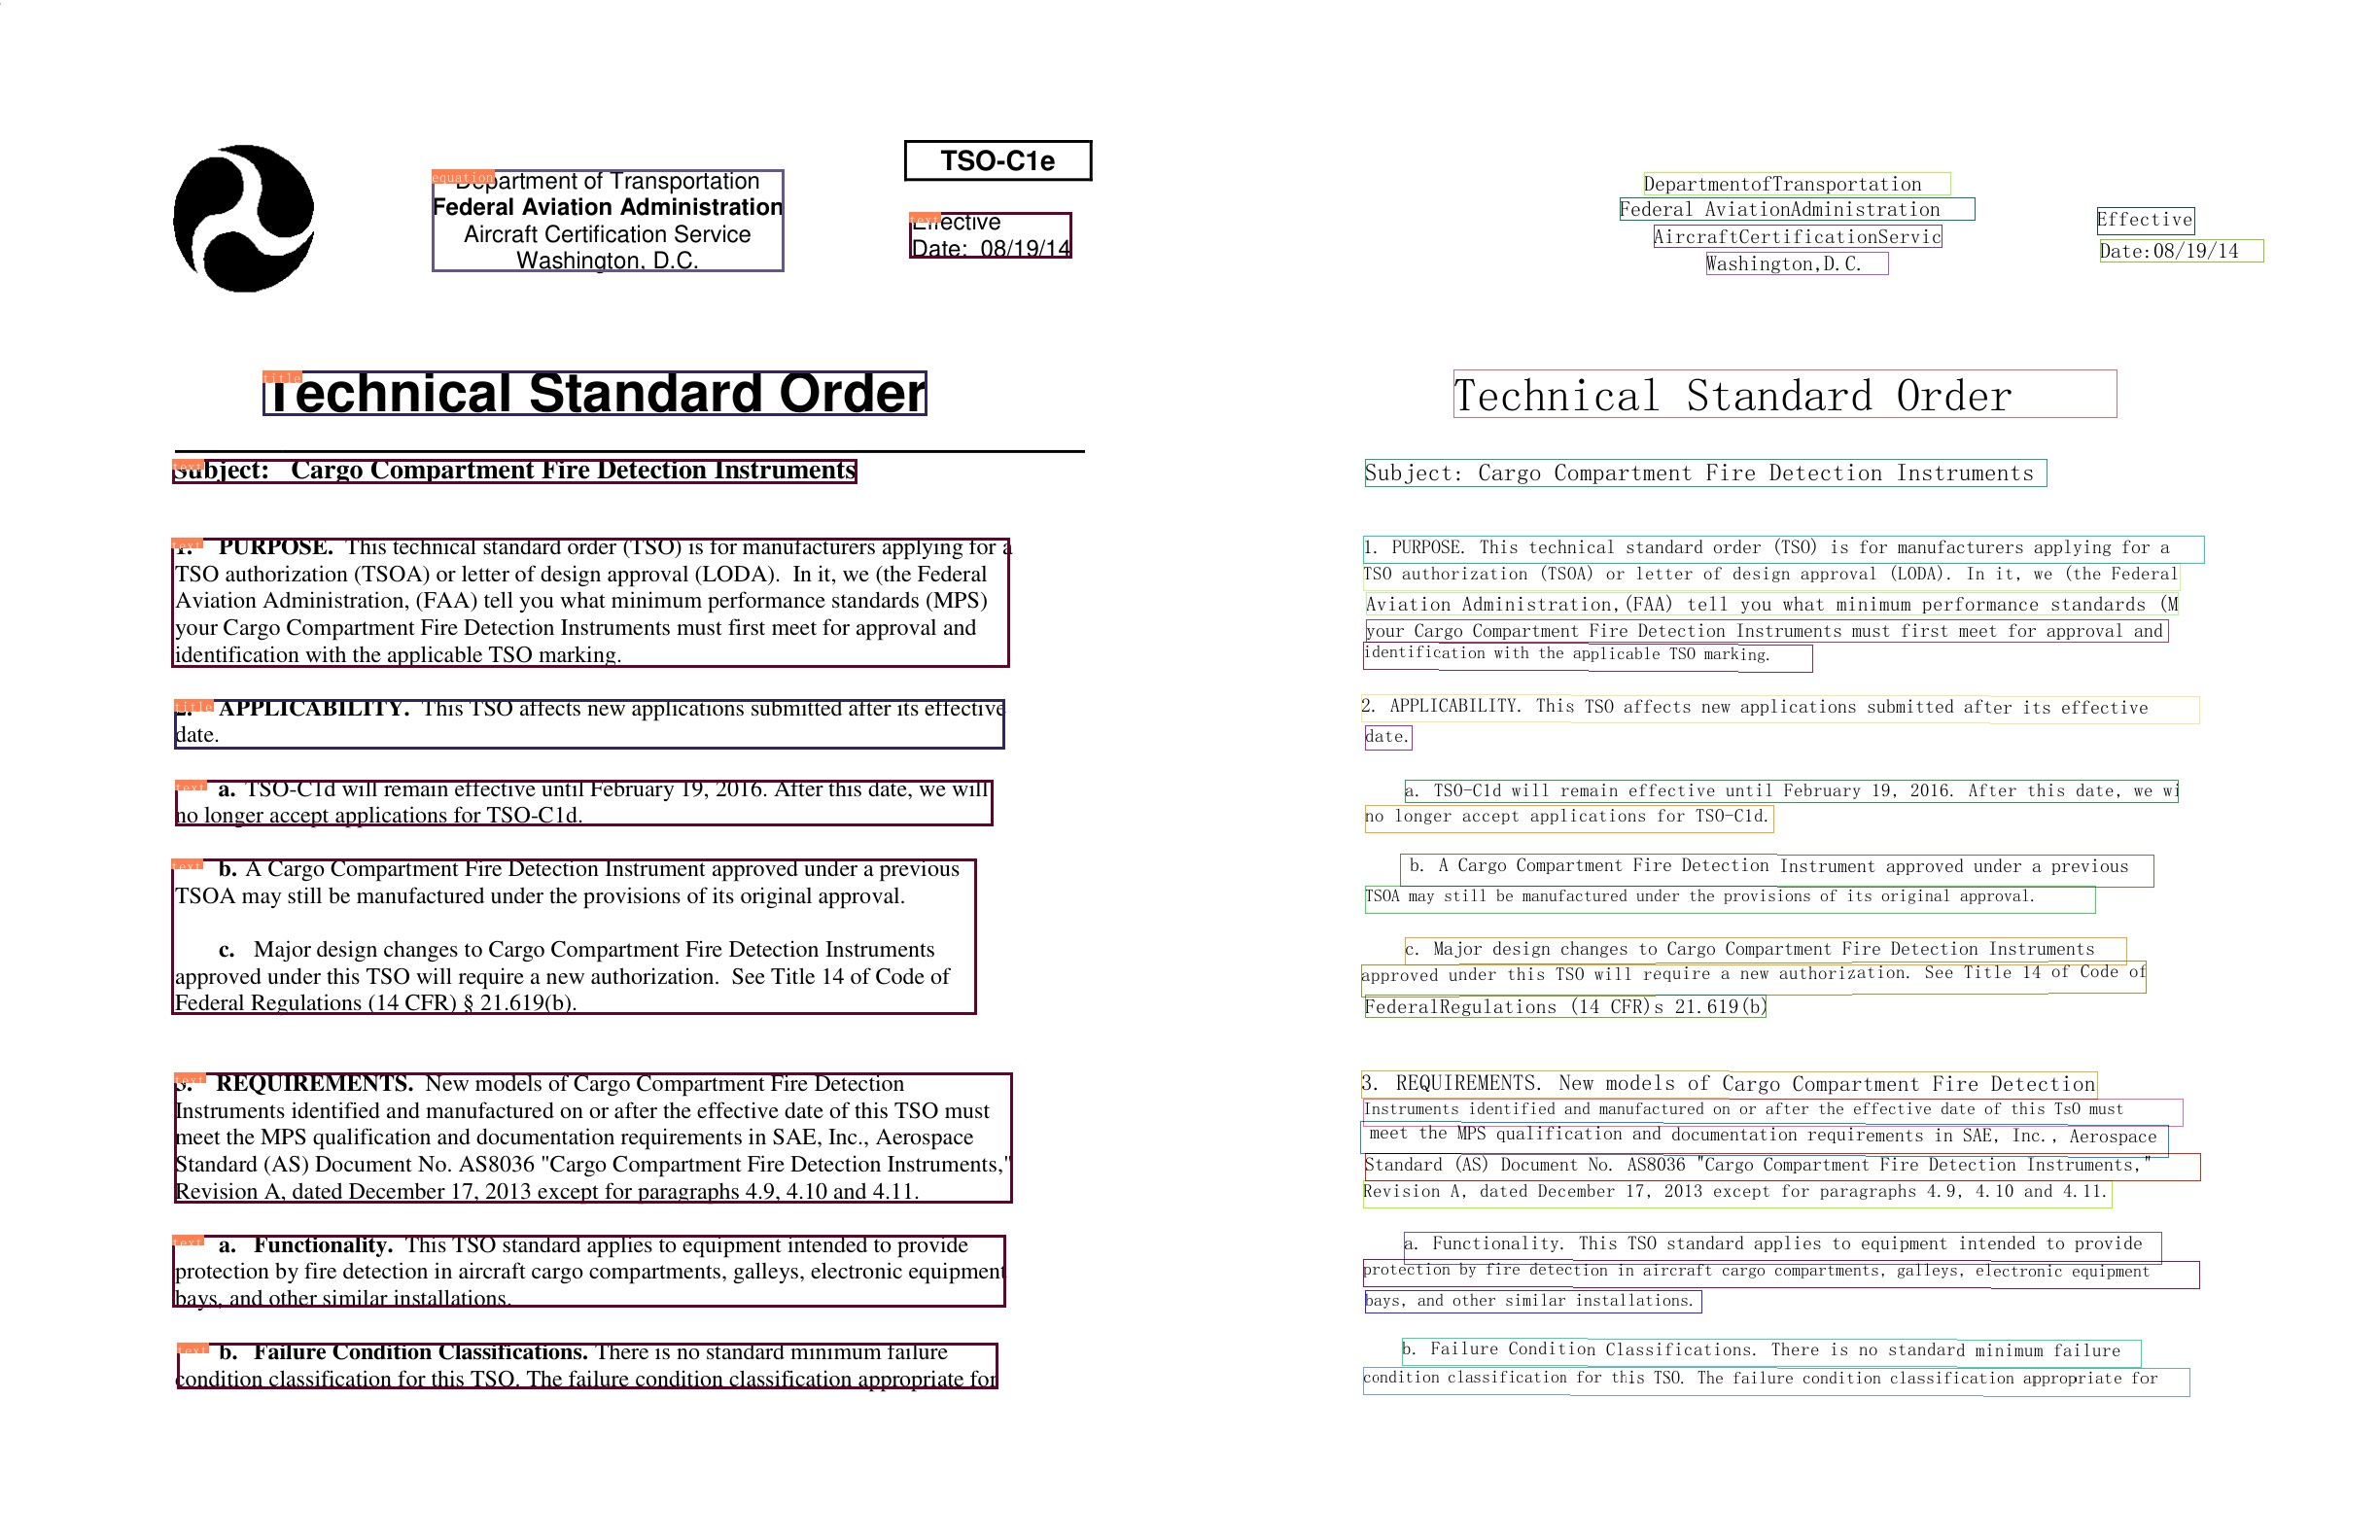 TSO-C1e
equation
Department of Transportation
Federal Aviation Administration
Aircraft Certification Service
Washington, D.C.
text
Effective
Date: 08/19/14
title
Technical Standard Order
text
Subject: Cargo Compartment Fire Detection Instruments
text
1. PURPOSE. This technical standard order (TSO) is for manufacturers applying for a
TSO authorization (TSOA) or letter of design approval (LODA). In it, we (the Federal
Aviation Administration, (FAA) tell you what minimum performance standards (MPS)
your Cargo Compartment Fire Detection Instruments must first meet for approval and
identification with the applicable TSO marking.
title
2. APPLICABILITY. This TSO affects new applications submitted after its effective
date.
text
a. TSO-C1d will remain effective until February 19, 2016. After this date, we will
no longer accept applications for TSO-C1d.
text
b. A Cargo Compartment Fire Detection Instrument approved under a previous
TSOA may still be manufactured under the provisions of its original approval.
c. Major design changes to Cargo Compartment Fire Detection Instruments
approved under this TSO will require a new authorization. See Title 14 of Code of
Federal Regulations (14 CFR) § 21.619(b).
text
3. REQUIREMENTS. New models of Cargo Compartment Fire Detection
Instruments identified and manufactured on or after the effective date of this TSO must
meet the MPS qualification and documentation requirements in SAE, Inc., Aerospace
Standard (AS) Document No. AS8036 "Cargo Compartment Fire Detection Instruments,"
Revision A, dated December 17, 2013 except for paragraphs 4.9, 4.10 and 4.11.
text
a. Functionality. This TSO standard applies to equipment intended to provide
protection by fire detection in aircraft cargo compartments, galleys, electronic equipment
bays, and other similar installations.
text
b. Failure Condition Classifications. There is no standard minimum failure
condition classification for this TSO. The failure condition classification appropriate for
DepartmentofTransportation
Federal AviationAdministration
AircraftCertificationServic
Washington,D.C.
Effective
Date:08/19/14
Technical Standard Order
Subject: Cargo Compartment Fire Detection Instruments
1. PURPOSE. This technical standard order (TSO) is for manufacturers applying for a
TSO authorization (TSOA) or letter of design approval (LODA). In it, we (the Federal
Aviation Administration,(FAA) tell you what minimum performance standards (M
your Cargo Compartment Fire Detection Instruments must first meet for approval and
identification with the applicable TSO marking.
2. APPLICABILITY. This TSO affects new applications submitted after its effective
date.
a. TSO-C1d will remain effective until February 19, 2016. After this date, we wi
no longer accept applications for TSO-C1d.
b. A Cargo Compartment Fire Detection Instrument approved under a previous
TSOA may still be manufactured under the provisions of its original approval.
c. Major design changes to Cargo Compartment Fire Detection Instruments
approved under this TSO will require a new authorization. See Title 14 of Code of
FederalRegulations (14 CFR)s 21.619(b)
3. REQUIREMENTS. New models of Cargo Compartment Fire Detection
Instruments identified and manufactured on or after the effective date of this TsO must
meet the MPS qualification and documentation requirements in SAE, Inc., Aerospace
Standard (AS) Document No. AS8036 "Cargo Compartment Fire Detection Instruments,"
Revision A, dated December 17, 2013 except for paragraphs 4.9, 4.10 and 4.11.
a. Functionality. This TSO standard applies to equipment intended to provide
protection by fire detection in aircraft cargo compartments, galleys, electronic equipment
bays, and other similar installations.
b. Failure Condition Classifications. There is no standard minimum failure
condition classification for this TSO. The failure condition classification appropriate for